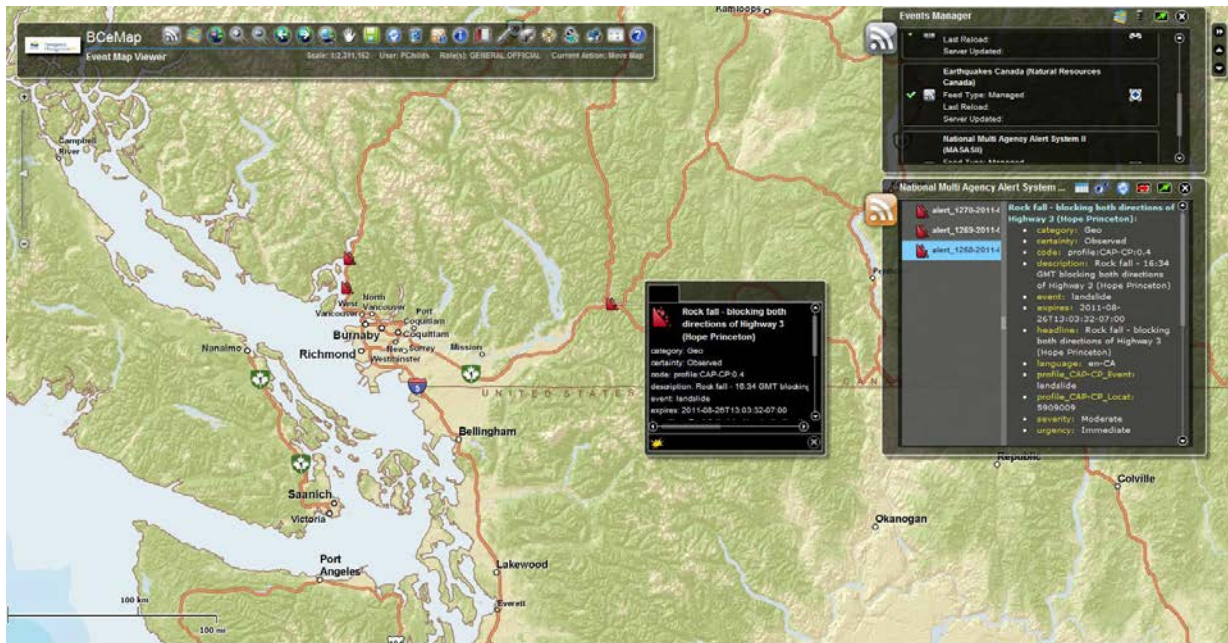 Kamloops
BCeMap
Event Map Viewer
Scale: 1:2,311,162 User: PChilds Role(s): GENERAL OFFICIAL Current Action: Move Map
Events Manager
Last Reload:
Server Updated:
Earthquakes Canada (Natural Resources
Canada)
Feed Type: Managed
Last Reload:
Server Updated:
National Multi Agency Alert System II
(MASASII)
Feed Type: Managed
National Multi Agency Alert System ...
alert_1270-2011-
alert_1269-2011-
alert_1268-2011-
Rock fall - blocking both directions of
Highway 3 (Hope Princeton):
category: Geo
certainty: Observed
code: profile:CAP-CP:0.4
description: Rock fall - 16:34
GMT blocking both directions
of Highway 3 (Hope Princeton)
event: landslide
expires: 2011-08-
26T13:03:32-07:00
headline: Rock fall - blocking
both directions of Highway 3
(Hope Princeton)
language: en-CA
profile_CAP-CP_Event:
landslide
profile_CAP-CP_Locat:
5909009
severity: Moderate
urgency: Immediate
Rock fall - blocking both
directions of Highway 3
(Hope Princeton)
category: Geo
certainty: Observed
code: profile:CAP-CP:0.4
description: Rock fall - 16:34 GMT blocking
event: landslide
expires: 2011-08-26T13:03:32-07:00
Campbell
River
North
Vancouver
West
Vancouver
Port
Coquitlam
Coquitlam
Burnaby
Richmond
New
Westminster
Surrey
Mission
Nanaimo
5
UNITED STATES
CAN
Bellingham
Saanich
Victoria
Port
Angeles
Lakewood
Everett
Republic
Colville
Okanogan
100 km
100 mi